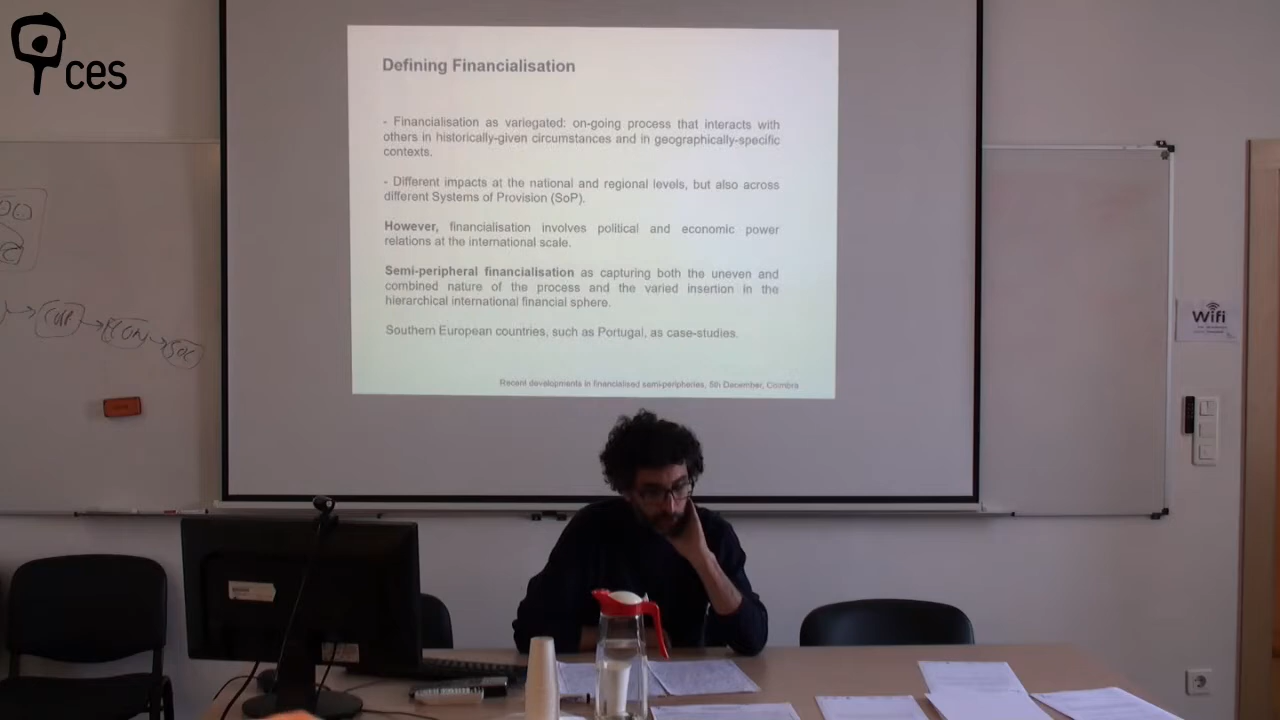 ces
Defining Financialisation
- Financialisation as variegated: on-going process that interacts with
others in historically-given circumstances and in geographically-specific
contexts.
- Different impacts at the national and regional levels, but also across
different Systems of Provision (SoP).
However, financialisation involves political and economic power
relations at the international scale.
Semi-peripheral financialisation as capturing both the uneven and
combined nature of the process and the varied insertion in the
hierarchical international financial sphere.
Southern European countries, such as Portugal, as case-studies.
Recent developments in financialised semi-peripheries, 5th December, Coimbra
Wifi